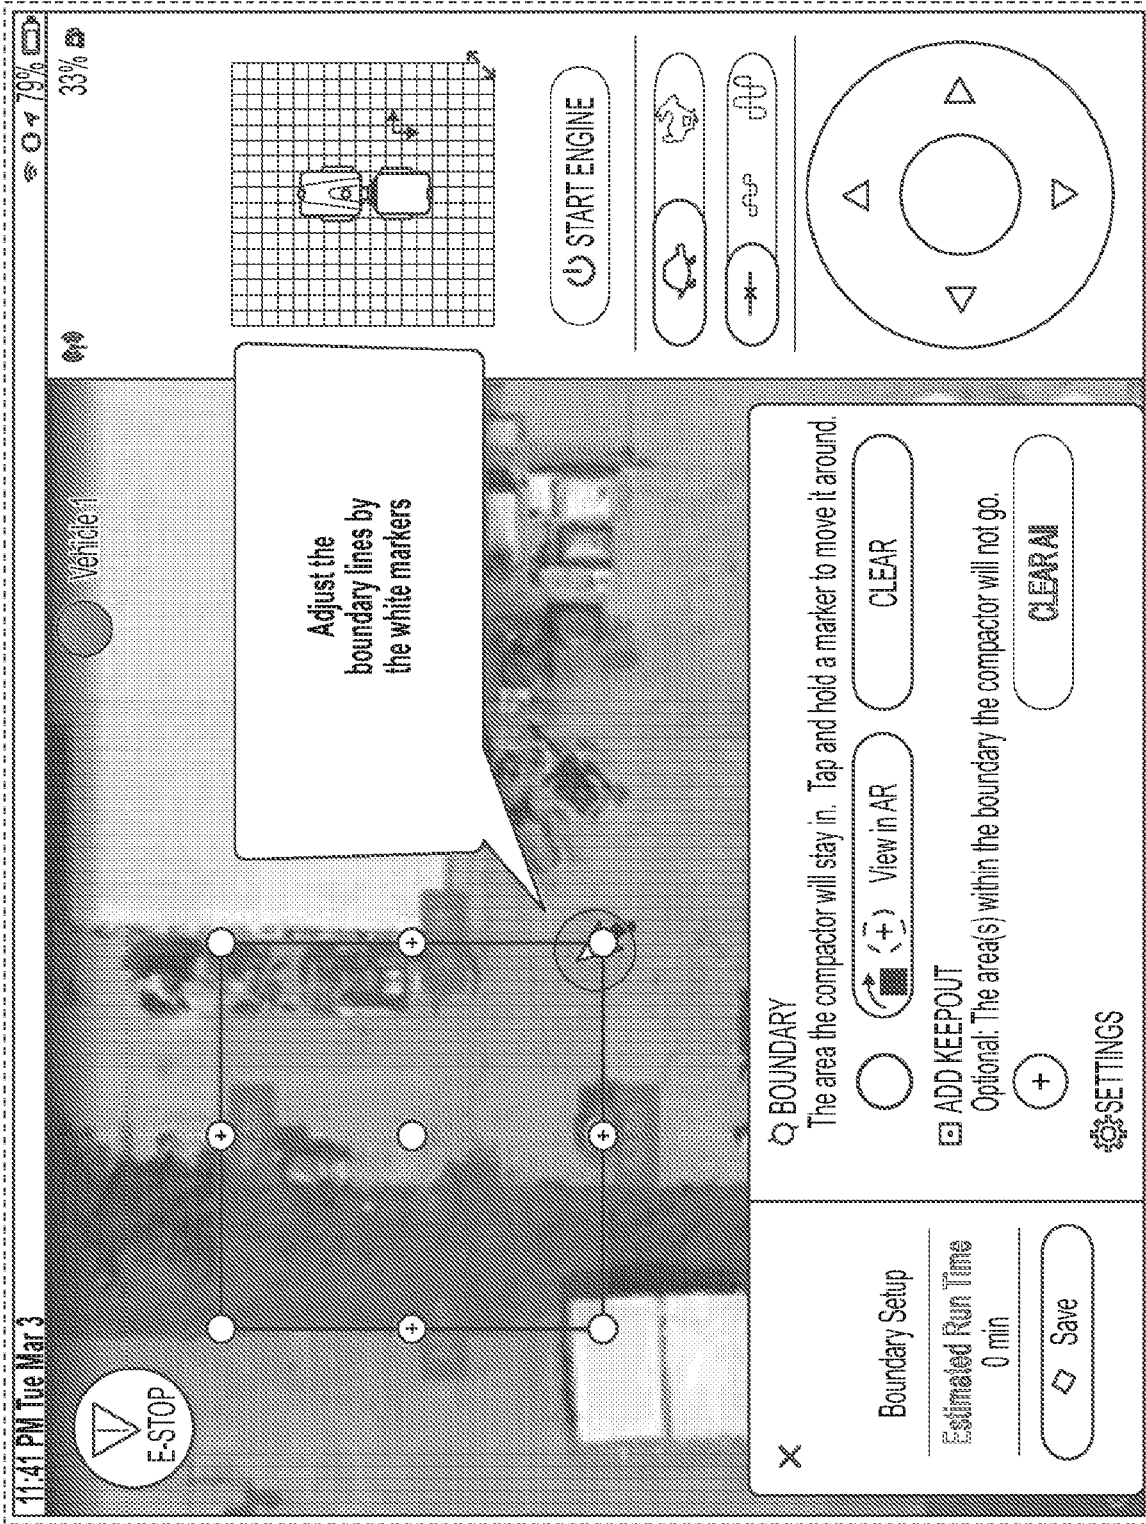 11:41 PM Tue Mar 3
79%
E-STOP
Vehicle 1
33%
Adjust the
boundary lines by
the white markers
START ENGINE
Boundary Setup
Estimated Run Time
0 min
Save
BOUNDARY
The area the compactor will stay in. Tap and hold a marker to move it around.
View in AR
CLEAR
ADD KEEPOUT
Optional: The area(s) within the boundary the compactor will not go.
CLEAR All
SETTINGS